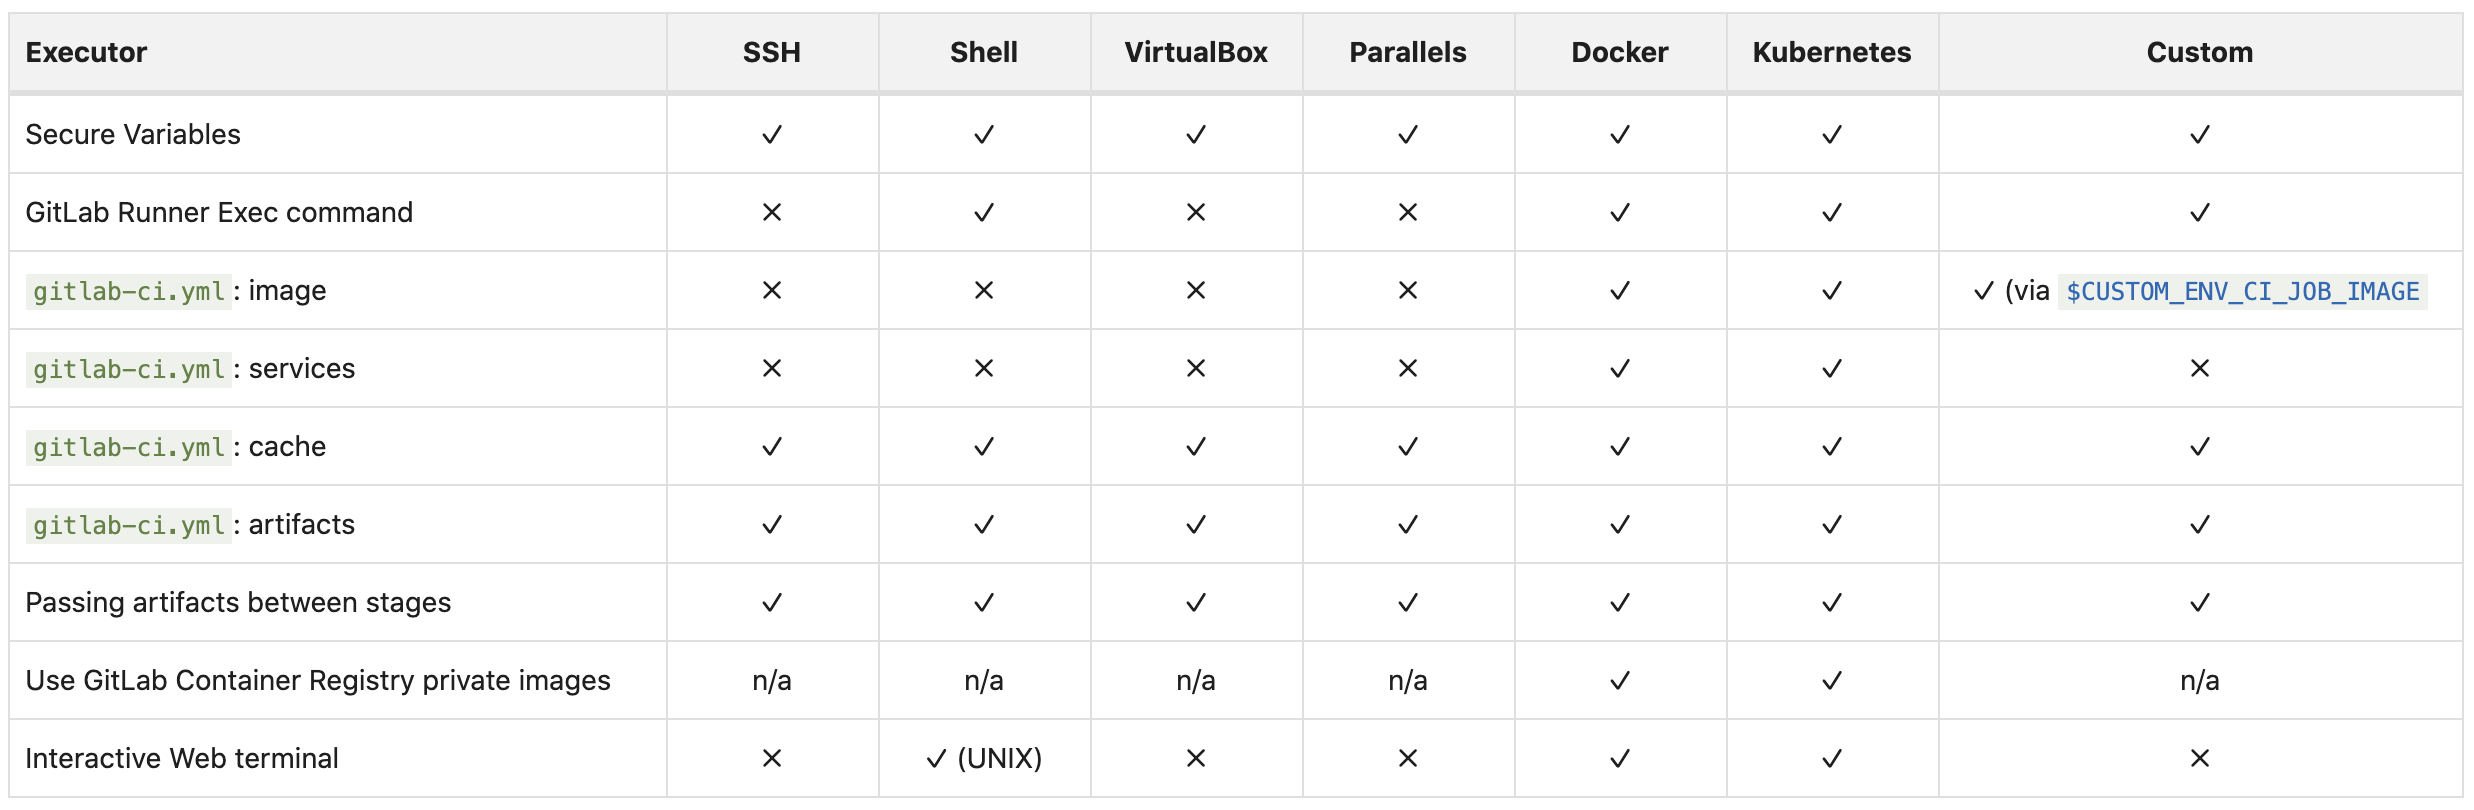 Executor SSH Shell VirtualBox Parallels Docker Kubernetes Custom
Secure Variables ✓ ✓ ✓ ✓ ✓ ✓ ✓
GitLab Runner Exec command ✕ ✓ ✕ ✕ ✓ ✓ ✓
gitlab-ci.yml: image ✕ ✕ ✕ ✕ ✓ ✓ ✓ (via $CUSTOM_ENV_CI_JOB_IMAGE
gitlab-ci.yml: services ✕ ✕ ✕ ✕ ✓ ✓ ✕
gitlab-ci.yml: cache ✓ ✓ ✓ ✓ ✓ ✓ ✓
gitlab-ci.yml: artifacts ✓ ✓ ✓ ✓ ✓ ✓ ✓
Passing artifacts between stages ✓ ✓ ✓ ✓ ✓ ✓ ✓
Use GitLab Container Registry private images n/a n/a n/a n/a ✓ ✓ n/a
Interactive Web terminal ✕ ✓ (UNIX) ✕ ✕ ✓ ✓ ✕